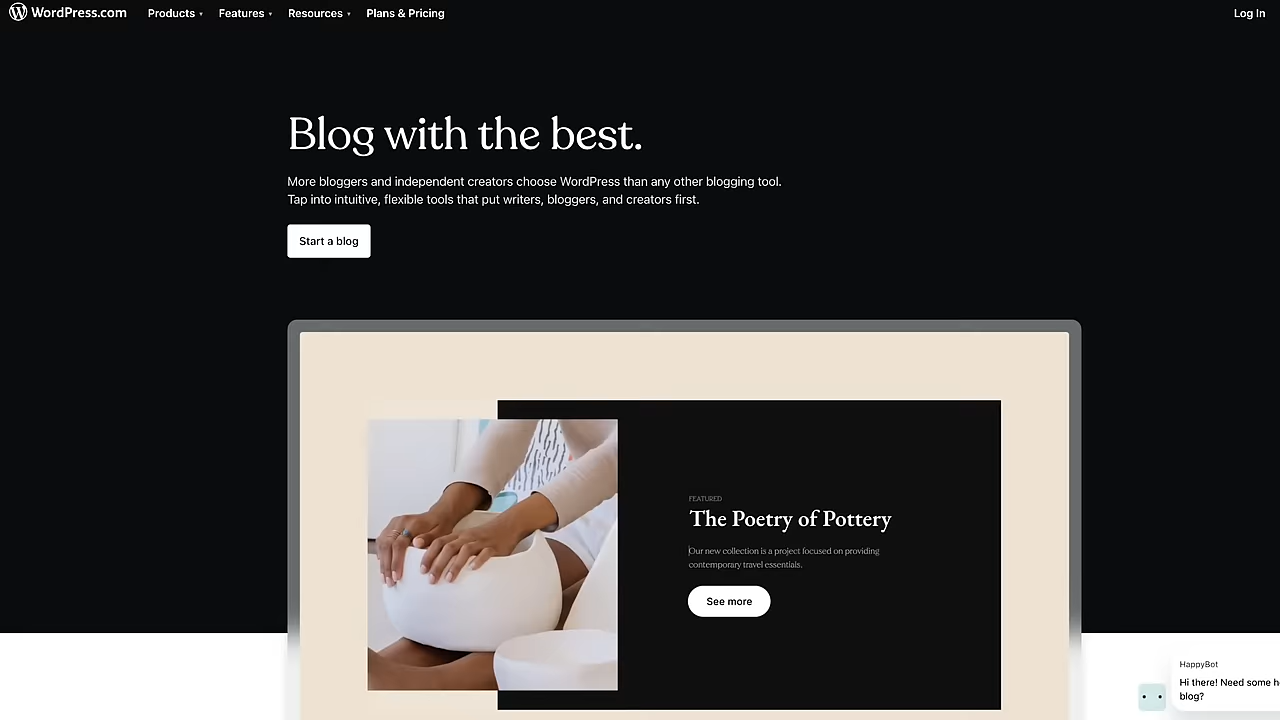 WordPress.com Products Features Resources Plans & Pricing Log In
Blog with the best.
More bloggers and independent creators choose WordPress than any other blogging tool.
Tap into intuitive, flexible tools that put writers, bloggers, and creators first.
Start a blog
FEATURED
The Poetry of Pottery
Our new collection is a project focused on providing
contemporary travel essentials.
See more
HappyBot
Hi there! Need some
blog?